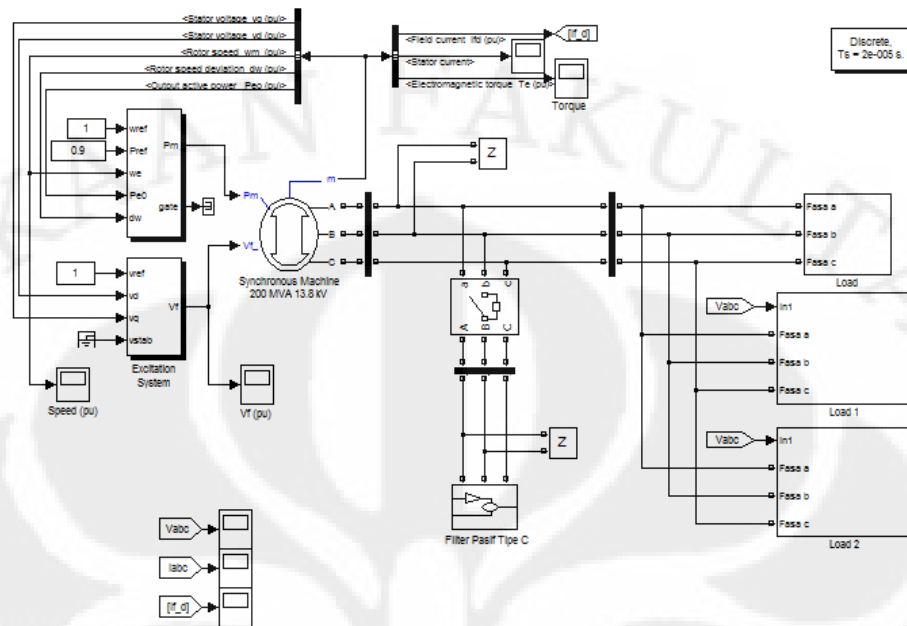 <Stator voltage vq (pu)>
<Stator voltage vd (pu)>
<Rotor speed wm (pu)>
<Rotor speed deviation dw (pu)>
<Output active power Peo (pu)>
<Field current Ifd (pu)>
<Stator current>
<Electromagnetic torque Te (pu)>
[If_d]
Torque
Discrete,
Ts = 2e-005 s.
1
0.9
wref
Pref
we
Pe0
dw
Pm
gate
m
Pm
Vf_
A
B
C
Synchronous Machine
200 MVA 13.8 kV
1
vref
vd
vq
vstab
Vf
Excitation
System
Speed (pu)
Vf (pu)
Z
a
b
c
A
B
C
Z
Filter Pasif Tipe C
Fasa a
Fasa b
Fasa c
Load
Vabc
In1
Fasa a
Fasa b
Fasa c
Load 1
Vabc
In1
Fasa a
Fasa b
Fasa c
Load 2
Vabc
Iabc
[If_d]
KAAN FAKULTA